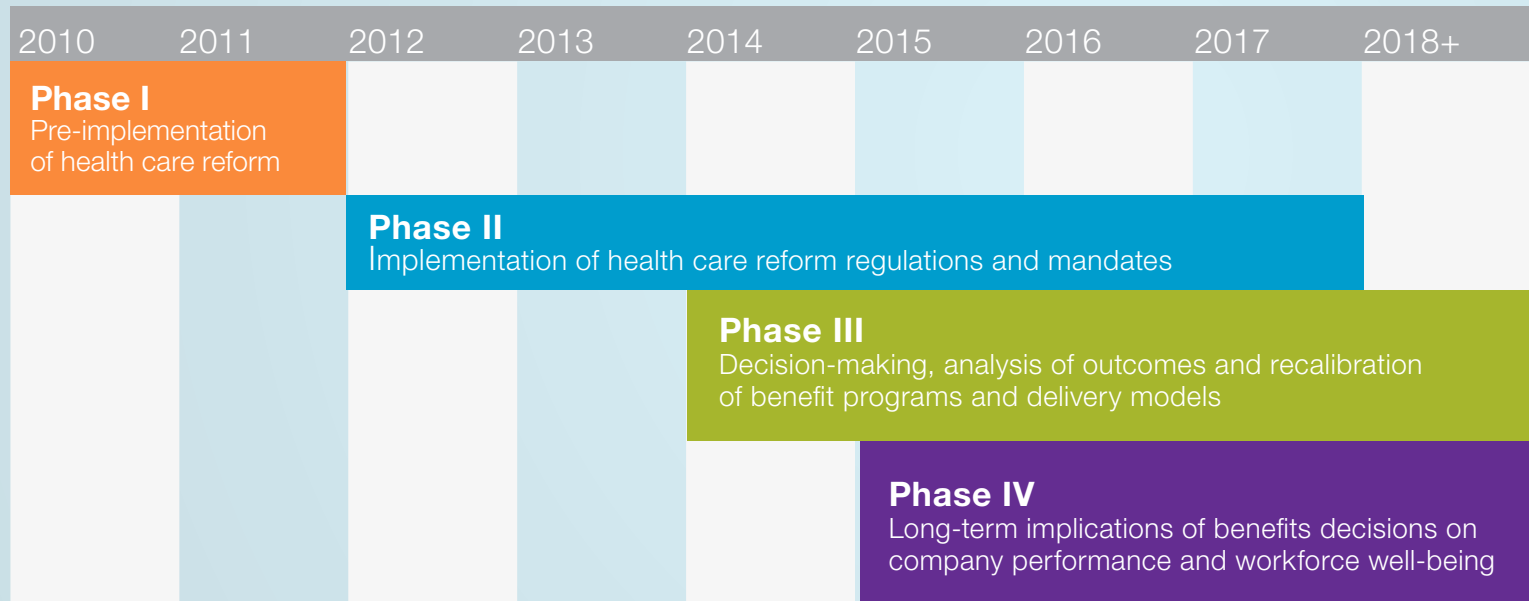 2010 2011 2012 2013 2014 2015 2016 2017 2018+
Phase I
Pre-implementation
of health care reform
Phase II
Implementation of health care reform regulations and mandates
Phase III
Decision-making, analysis of outcomes and recalibration
of benefit programs and delivery models
Phase IV
Long-term implications of benefits decisions on
company performance and workforce well-being